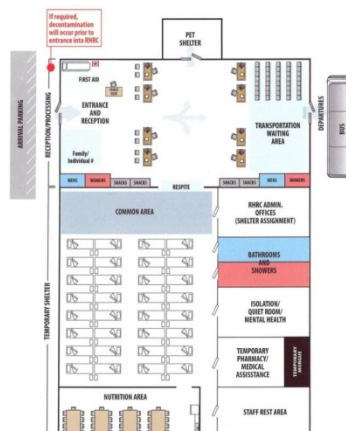 If required,
decontamination
will occur prior to
entrance into RHRC
PET
SHELTER
FIRST AID
ENTRANCE
AND
RECEPTION
Family/
Individual #
TRANSPORTATION
WAITING
AREA
ARRIVAL PARKING
RECEPTION/PROCESSING
DEPARTURES
BUS
MENS
WOMENS
SNACKS
SNACKS
RESPITE
SNACKS
SNACKS
MENS
WOMENS
COMMON AREA
RHRC ADMIN.
OFFICES
(SHELTER ASSIGNMENT)
BATHROOMS
AND
SHOWERS
TEMPORARY SHELTER
ISOLATION/
QUIET ROOM/
MENTAL HEALTH
TEMPORARY
PHARMACY/
MEDICAL
ASSISSTANCE
TEMPORARY
MORGUE
NUTRITION AREA
STAFF REST AREA